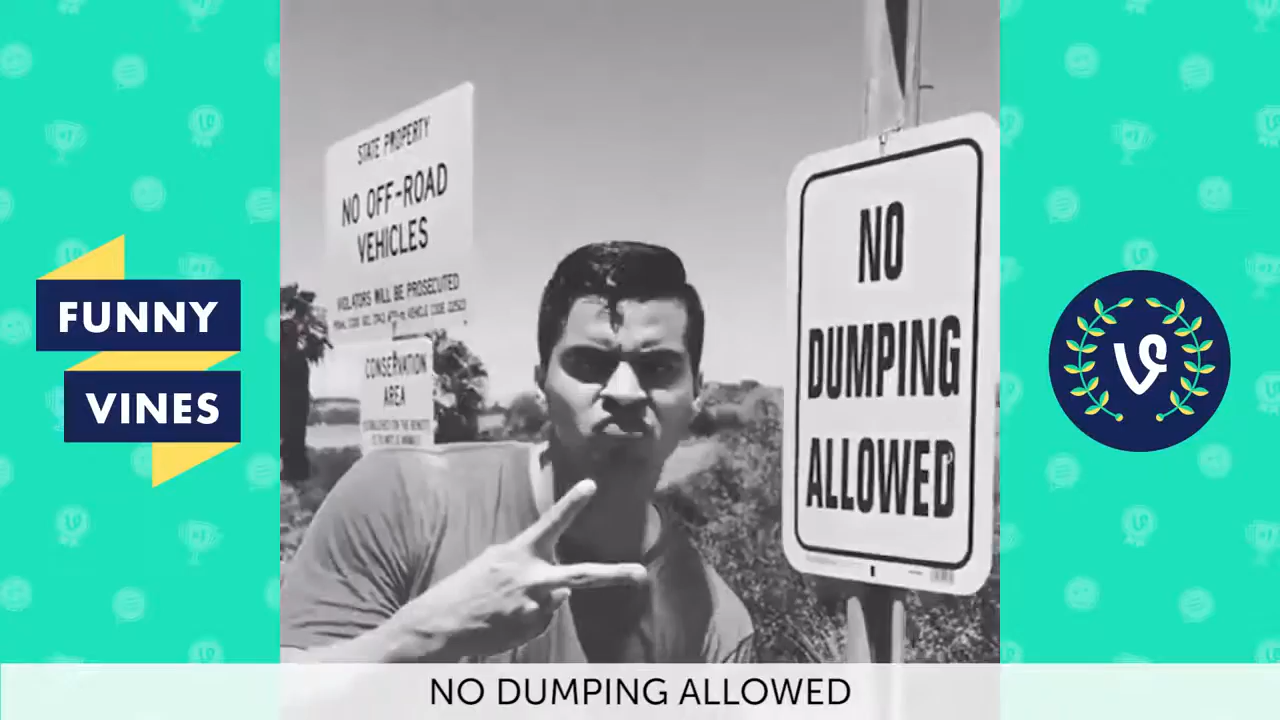 STATE PROPERTY
NO OFF-ROAD
VEHICLES
VIOLATORS WILL BE PROSECUTED
CONSERVATION
AREA
NO
DUMPING
ALLOWED
FUNNY
VINES
NO DUMPING ALLOWED